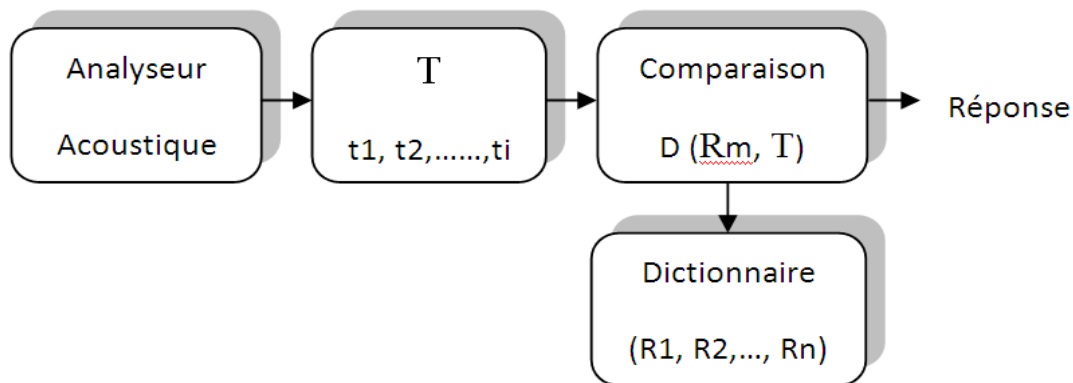 Analyseur
Acoustique
T
t1, t2,……,ti
Comparaison
D (Rm, T)
Réponse
Dictionnaire
(R1, R2,…, Rn)